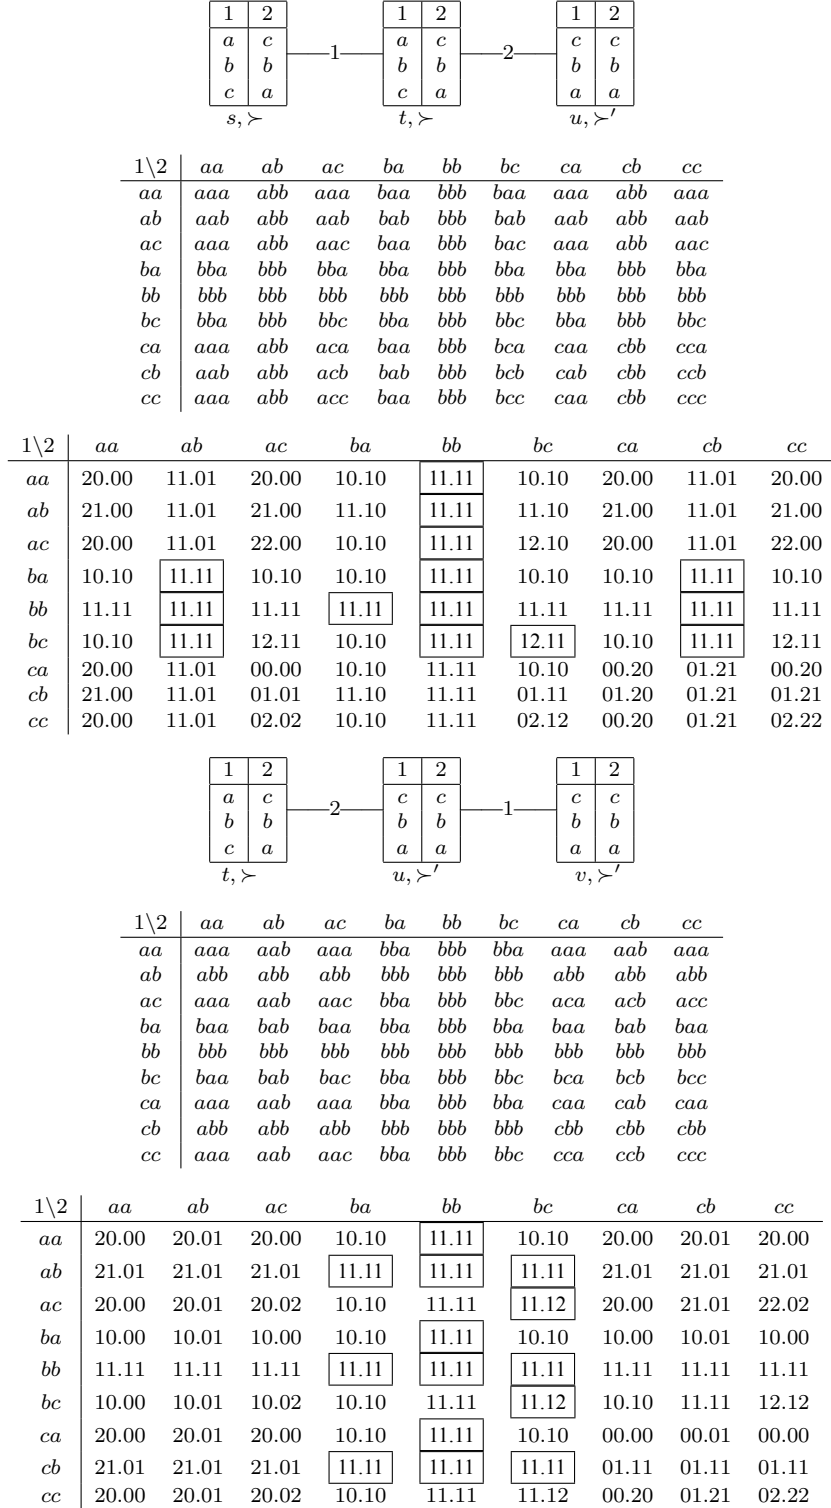 1 2 1 2 1 2
a c a c c c
1 2
b b b b b b
c a c a a a
s, ≻ t, ≻ u, ≻′
1\2 aa ab ac ba bb bc ca cb cc
aa aaa abb aaa baa bbb baa aaa abb aaa
ab aab abb aab bab bbb bab aab abb aab
ac aaa abb aac baa bbb bac aaa abb aac
ba bba bbb bba bba bbb bba bba bbb bba
bb bbb bbb bbb bbb bbb bbb bbb bbb bbb
bc bba bbb bbc bba bbb bbc bba bbb bbc
ca aaa abb aca baa bbb bca caa cbb cca
cb aab abb acb bab bbb bcb cab cbb ccb
cc aaa abb acc baa bbb bcc caa cbb ccc
1\2 aa ab ac ba bb bc ca cb cc
aa 20.00 11.01 20.00 10.10 11.11 10.10 20.00 11.01 20.00
ab 21.00 11.01 21.00 11.10 11.11 11.10 21.00 11.01 21.00
ac 20.00 11.01 22.00 10.10 11.11 12.10 20.00 11.01 22.00
ba 10.10 11.11 10.10 10.10 11.11 10.10 10.10 11.11 10.10
bb 11.11 11.11 11.11 11.11 11.11 11.11 11.11 11.11 11.11
bc 10.10 11.11 12.11 10.10 11.11 12.11 10.10 11.11 12.11
ca 20.00 11.01 00.00 10.10 11.11 10.10 00.20 01.21 00.20
cb 21.00 11.01 01.01 11.10 11.11 01.11 01.20 01.21 01.21
cc 20.00 11.01 02.02 10.10 11.11 02.12 00.20 01.21 02.22
1 2 1 2 1 2
a c c c c c
2 1
b b b b b b
c a a a a a
t, ≻ u, ≻′ v, ≻′
1\2 aa ab ac ba bb bc ca cb cc
aa aaa aab aaa bba bbb bba aaa aab aaa
ab abb abb abb bbb bbb bbb abb abb abb
ac aaa aab aac bba bbb bbc aca acb acc
ba baa bab baa bba bbb bba baa bab baa
bb bbb bbb bbb bbb bbb bbb bbb bbb bbb
bc baa bab bac bba bbb bbc bca bcb bcc
ca aaa aab aaa bba bbb bba caa cab caa
cb abb abb abb bbb bbb bbb cbb cbb cbb
cc aaa aab aac bba bbb bbc cca ccb ccc
1\2 aa ab ac ba bb bc ca cb cc
aa 20.00 20.01 20.00 10.10 11.11 10.10 20.00 20.01 20.00
ab 21.01 21.01 21.01 11.11 11.11 11.11 21.01 21.01 21.01
ac 20.00 20.01 20.02 10.10 11.11 11.12 20.00 21.01 22.02
ba 10.00 10.01 10.00 10.10 11.11 10.10 10.00 10.01 10.00
bb 11.11 11.11 11.11 11.11 11.11 11.11 11.11 11.11 11.11
bc 10.00 10.01 10.02 10.10 11.11 11.12 10.10 11.11 12.12
ca 20.00 20.01 20.00 10.10 11.11 10.10 00.00 00.01 00.00
cb 21.01 21.01 21.01 11.11 11.11 11.11 01.11 01.11 01.11
cc 20.00 20.01 20.02 10.10 11.11 11.12 00.20 01.21 02.22